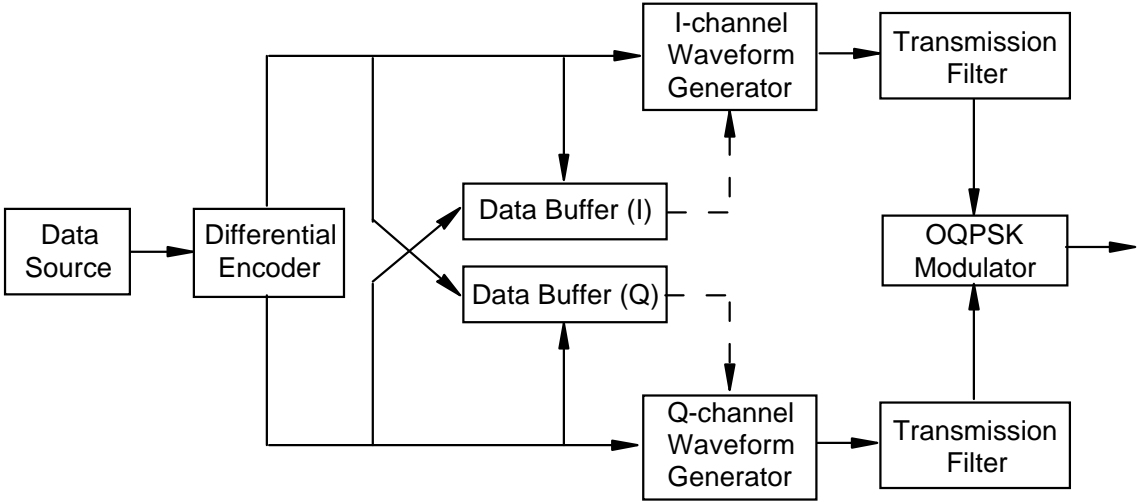 I-channel
Waveform
Generator
Transmission
Filter
Data Buffer (I)
Data
Source
Differential
Encoder
OQPSK
Modulator
Data Buffer (Q)
Q-channel
Waveform
Generator
Transmission
Filter